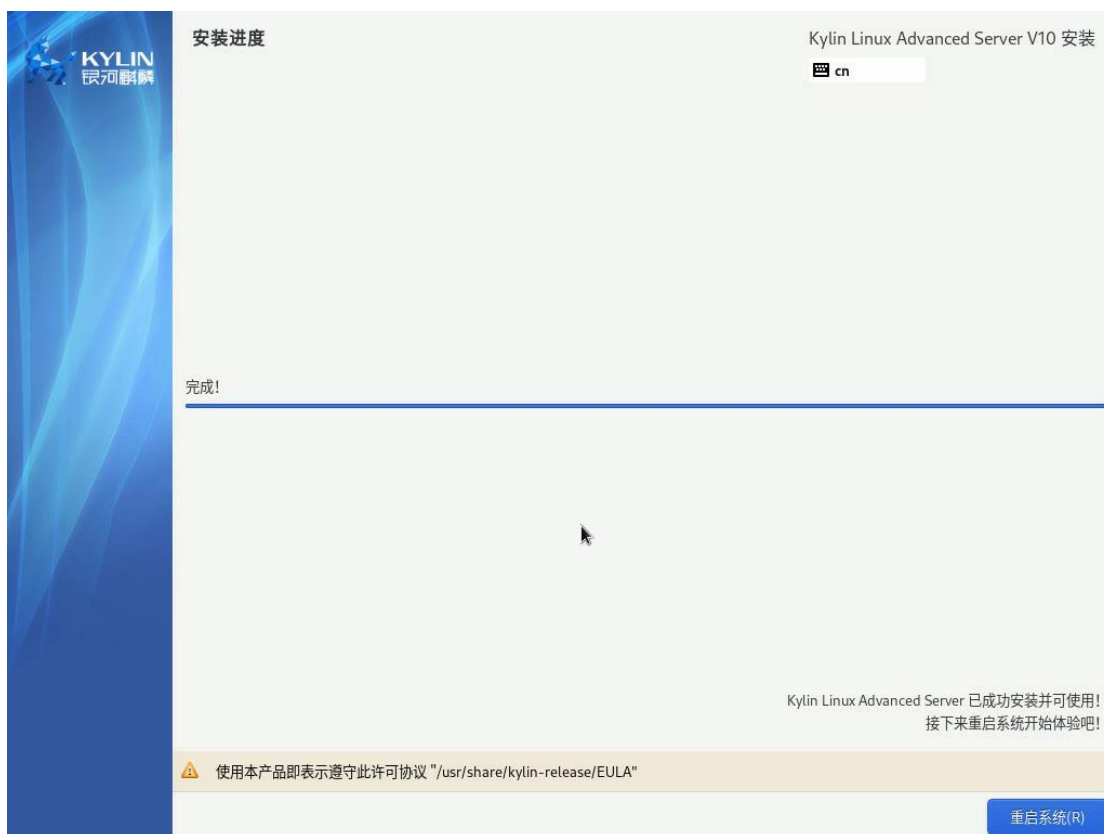 KYLIN
银河麒麟
安装进度
Kylin Linux Advanced Server V10 安装
cn
完成!
Kylin Linux Advanced Server 已成功安装并可使用!
接下来重启系统开始体验吧!
使用本产品即表示遵守此许可协议 "/usr/share/kylin-release/EULA"
重启系统(R)